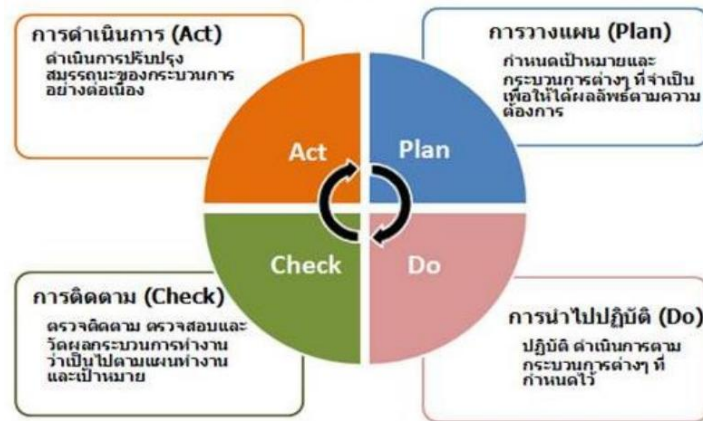 การดำเนินการ (Act)
ดำเนินการปรับปรุง
สมรรถนะของกระบวนการ
อย่างต่อเนื่อง
การวางแผน (Plan)
กำหนดเป้าหมายและ
กระบวนการต่างๆ ที่จำเป็น
เพื่อให้ได้ผลลัพธ์ตามความ
ต้องการ
Act
Plan
Check
Do
การติดตาม (Check)
ตรวจติดตาม ตรวจสอบและ
วัดผลกระบวนการทำงาน
ว่าเป็นไปตามแผนทำงาน
และเป้าหมาย
การนำไปปฏิบัติ (Do)
ปฏิบัติ ดำเนินการตาม
กระบวนการต่างๆ ที่
กำหนดไว้